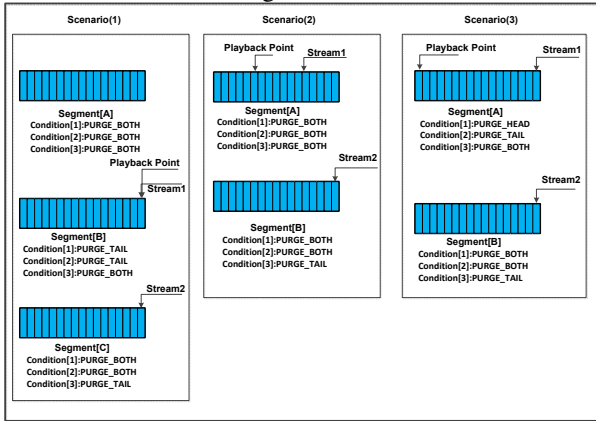 Scenario(1)
Segment[A]
Condition[1]:PURGE_BOTH
Condition[2]:PURGE_BOTH
Condition[3]:PURGE_BOTH
Playback Point
Stream1
Segment[B]
Condition[1]:PURGE_TAIL
Condition[2]:PURGE_TAIL
Condition[3]:PURGE_BOTH
Stream2
Segment[C]
Condition[1]:PURGE_BOTH
Condition[2]:PURGE_BOTH
Condition[3]:PURGE_TAIL
Scenario(2)
Playback Point
Stream1
Segment[A]
Condition[1]:PURGE_BOTH
Condition[2]:PURGE_BOTH
Condition[3]:PURGE_BOTH
Stream2
Segment[B]
Condition[1]:PURGE_BOTH
Condition[2]:PURGE_BOTH
Condition[3]:PURGE_TAIL
Scenario(3)
Playback Point
Stream1
Segment[A]
Condition[1]:PURGE_HEAD
Condition[2]:PURGE_TAIL
Condition[3]:PURGE_BOTH
Stream2
Segment[B]
Condition[1]:PURGE_BOTH
Condition[2]:PURGE_BOTH
Condition[3]:PURGE_TAIL